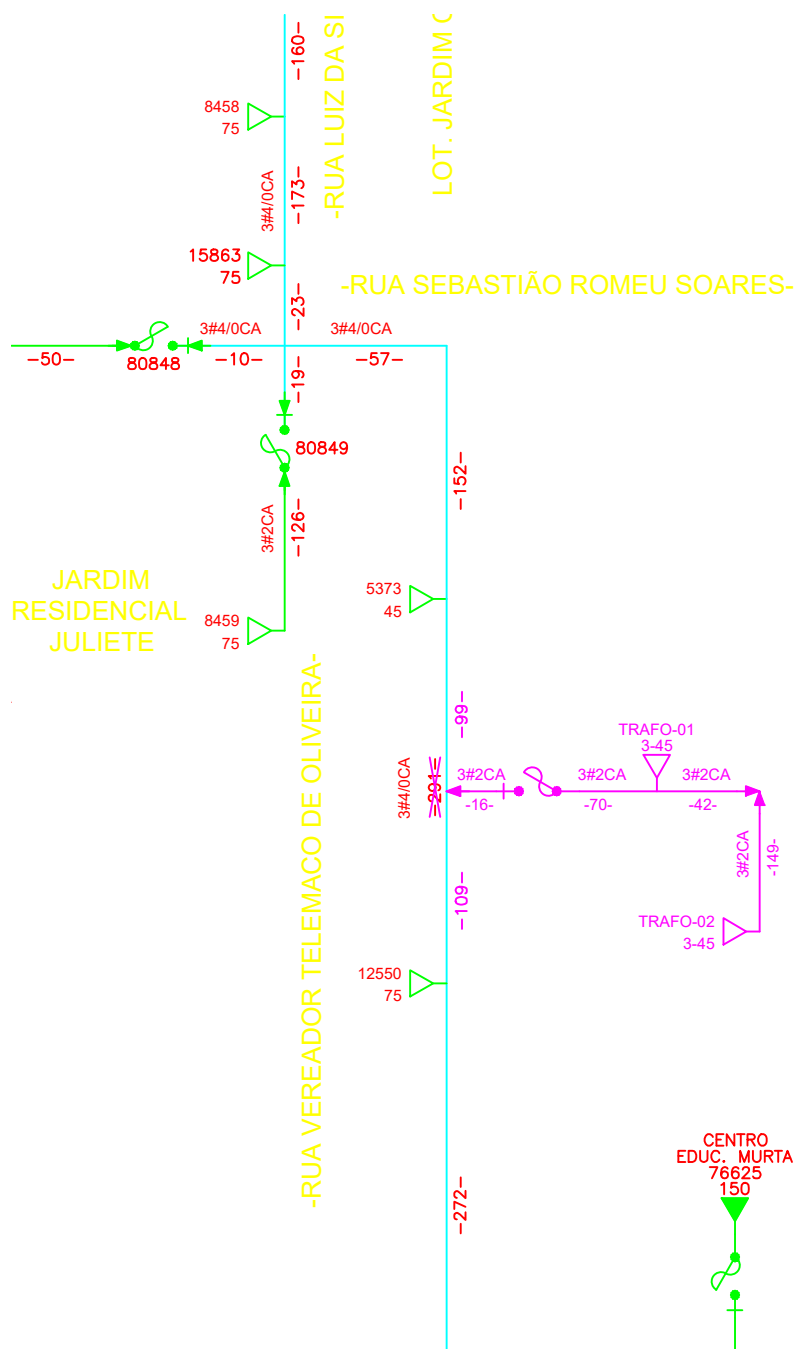 -160-
-RUA LUIZ DA SI
LOT. JARDIM
8458
75
3#4/0CA
-173-
15863
75
-RUA SEBASTIÃO ROMEU SOARES-
-23-
3#4/0CA
3#4/0CA
-50-
80848
-10-
-57-
-19-
80849
-152-
3#2CA
-126-
JARDIM
RESIDENCIAL
JULIETE
8459
75
5373
45
-RUA VEREADOR TELEMACO DE OLIVEIRA-
-99-
TRAFO-01
3-45
3#4/0CA
3#2CA
3#2CA
3#2CA
-16-
-70-
-42-
3#2CA
-149-
-109-
TRAFO-02
3-45
12550
75
CENTRO
EDUC. MURTA
76625
150
-272-